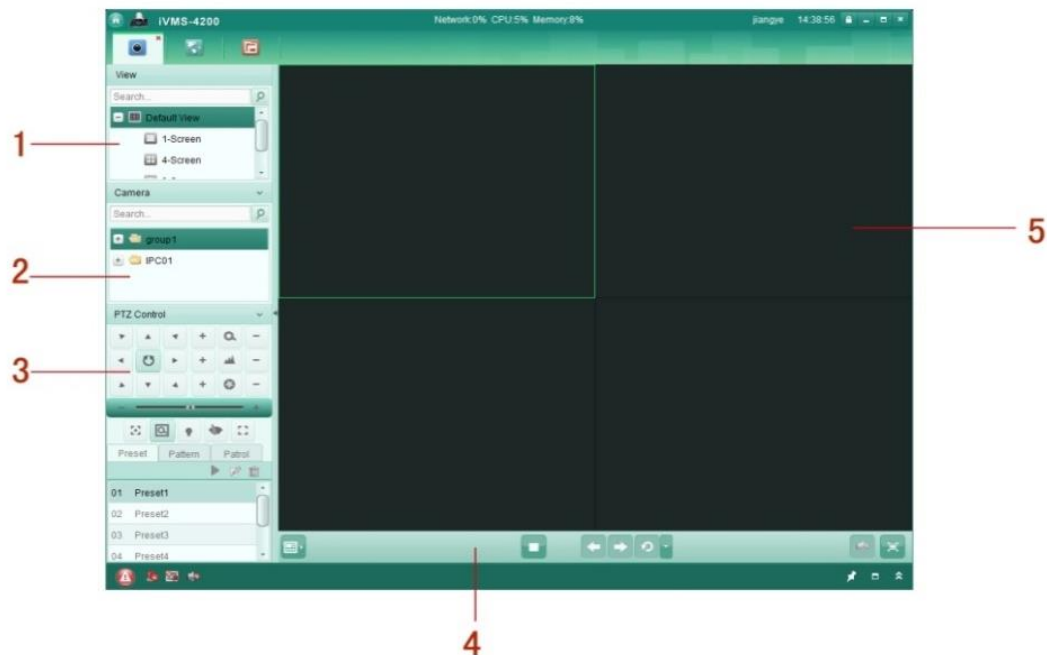 iVMS-4200 Network:0% CPU:5% Memory:8% jiangye 14:38:56
View
Search...
Default View
1-Screen
1
4-Screen
Camera
Search...
5
group1
2
IPC01
PTZ Control
3
Preset Pattern Patrol
01 Preset1
02 Preset2
03 Preset3
04 Preset4
4